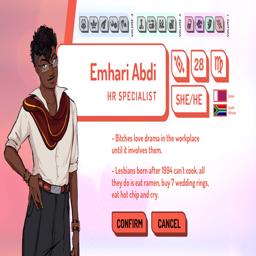 Emhari Abdi
HR SPECIALIST
28
SHE/HE
- Bitches love drama in the workplace
until it involves them.
- Lesbians born after 1994 can't cook, all
they do is eat ramen, buy 7 wedding rings,
eat hot chip and cry.
CONFIRM
CANCEL